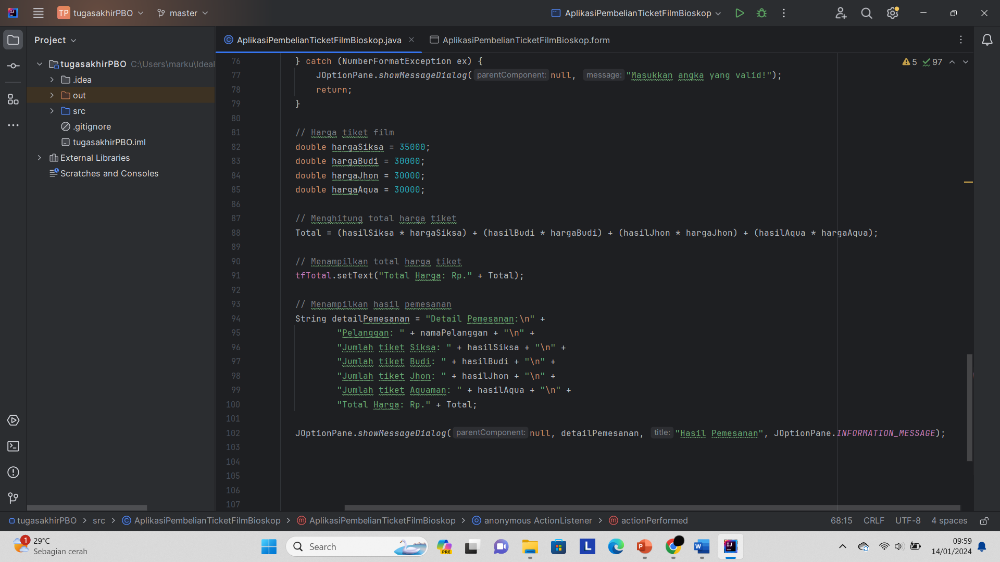 TP tugasakhirPBO master AplikasiPembelianTicketFilmBioskop
Project
AplikasiPembelianTicketFilmBioskop.java AplikasiPembelianTicketFilmBioskop.form
tugasakhirPBO C:\Users\marku\Ideal
.idea
out
src
.gitignore
tugasakhirPBO.iml
External Libraries
Scratches and Consoles
5 97
76 } catch (NumberFormatException ex) {
77 JOptionPane.showMessageDialog( parentComponent: null, message: "Masukkan angka yang valid!");
78 return;
79 }
80
81 // Harga tiket film
82 double hargaSiksa = 35000;
83 double hargaBudi = 30000;
84 double hargaJhon = 30000;
85 double hargaAqua = 30000;
86
87 // Menghitung total harga tiket
88 Total = (hasilSiksa * hargaSiksa) + (hasilBudi * hargaBudi) + (hasilJhon * hargaJhon) + (hasilAqua * hargaAqua);
89
90 // Menampilkan total harga tiket
91 tfTotal.setText("Total Harga: Rp." + Total);
92
93 // Menampilkan hasil pemesanan
94 String detailPemesanan = "Detail Pemesanan:\n" +
95 "Pelanggan: " + namaPelanggan + "\n" +
96 "Jumlah tiket Siksa: " + hasilSiksa + "\n" +
97 "Jumlah tiket Budi: " + hasilBudi + "\n" +
98 "Jumlah tiket Jhon: " + hasilJhon + "\n" +
99 "Jumlah tiket Aquaman: " + hasilAqua + "\n" +
100 "Total Harga: Rp." + Total;
101
102 JOptionPane.showMessageDialog( parentComponent: null, detailPemesanan, title: "Hasil Pemesanan", JOptionPane.INFORMATION_MESSAGE);
103
104
105
106
107
tugasakhirPBO src AplikasiPembelianTicketFilmBioskop AplikasiPembelianTicketFilmBioskop anonymous ActionListener actionPerformed 68:15 CRLF UTF-8 4 spaces
1 29°C
Sebagian cerah
Search
09:59
14/01/2024